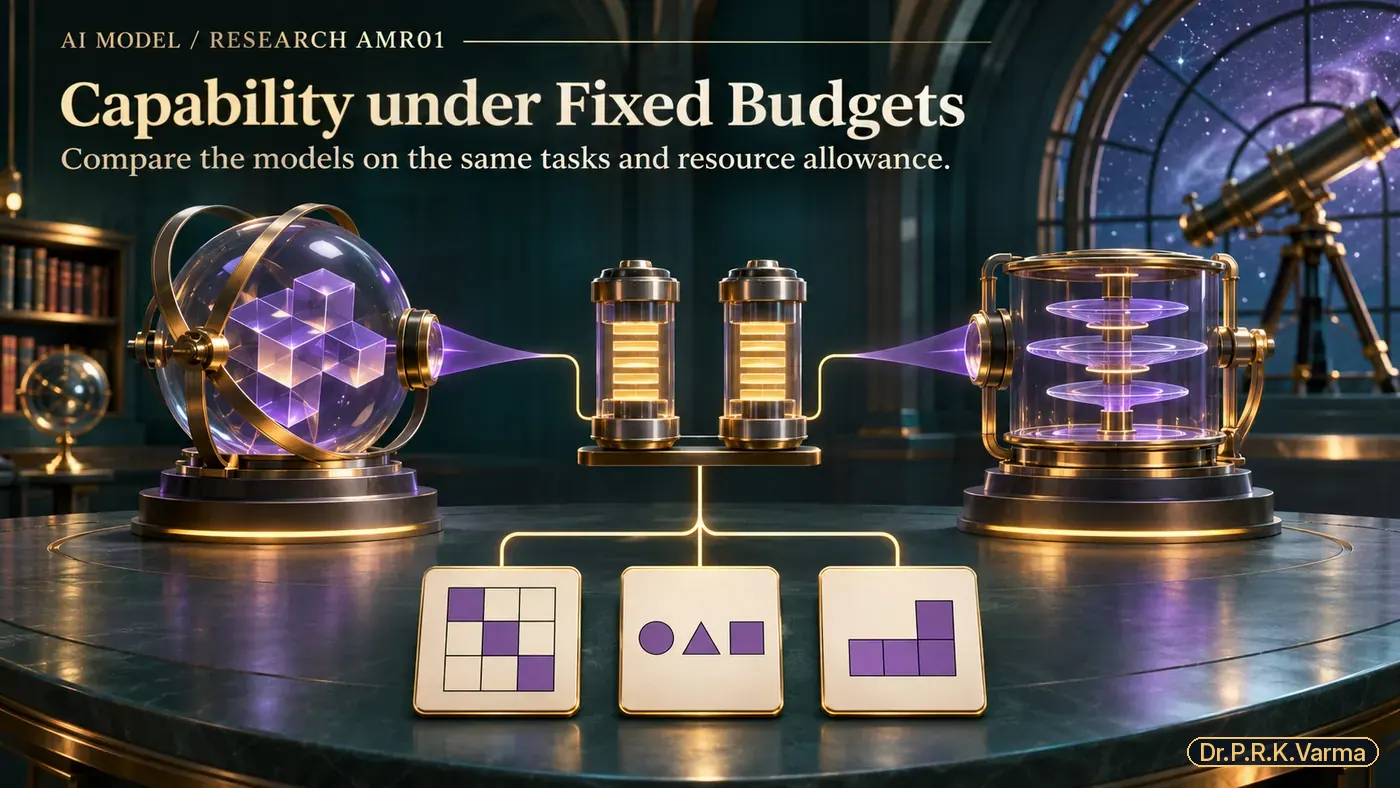 AI MODEL / RESEARCH AMR01
Capability under Fixed Budgets
Compare the models on the same tasks and resource allowance.
Dr.P.R.K.Varma